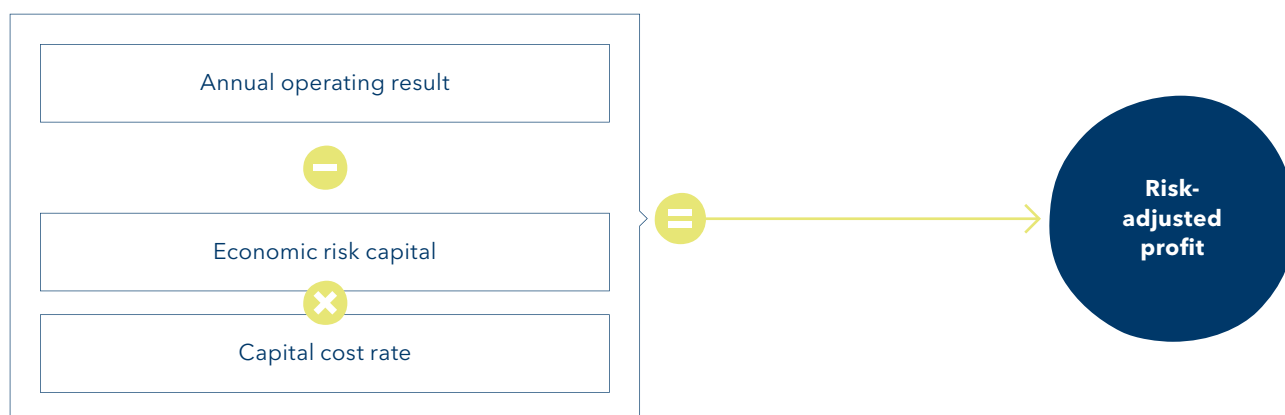 Annual operating result
−
Economic risk capital
×
Capital cost rate
=
Risk-
adjusted
profit